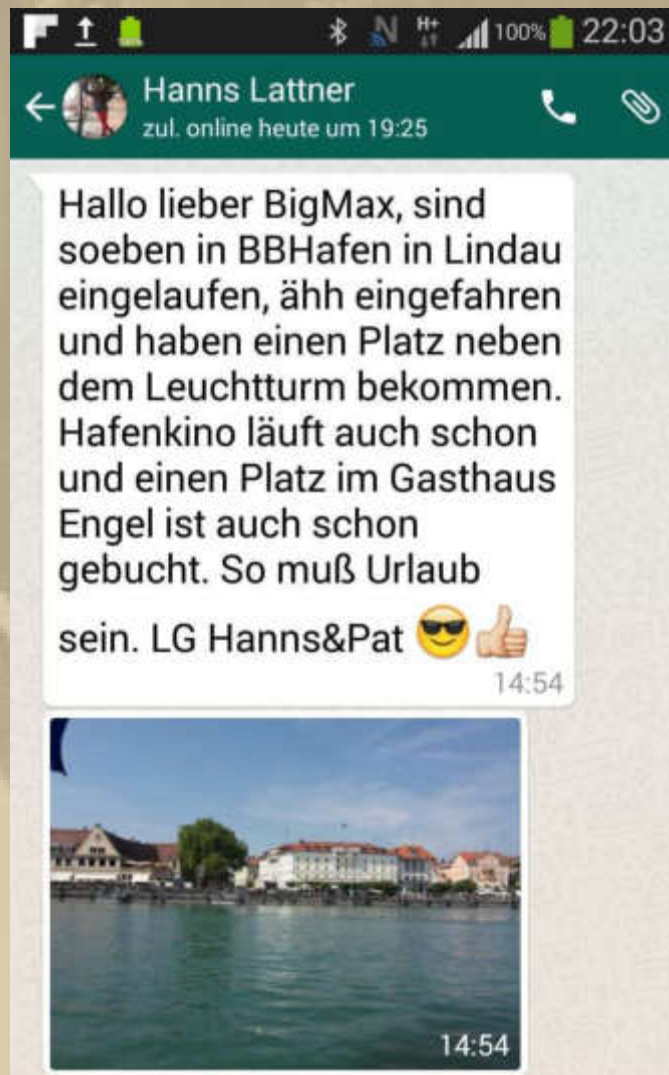 100% 22:03
Hanns Lattner
zul. online heute um 19:25
Hallo lieber BigMax, sind
soeben in BBHafen in Lindau
eingelaufen, ähh eingefahren
und haben einen Platz neben
dem Leuchtturm bekommen.
Hafenkino läuft auch schon
und einen Platz im Gasthaus
Engel ist auch schon
gebucht. So muß Urlaub
sein. LG Hanns&Pat 😎👍
14:54
14:54